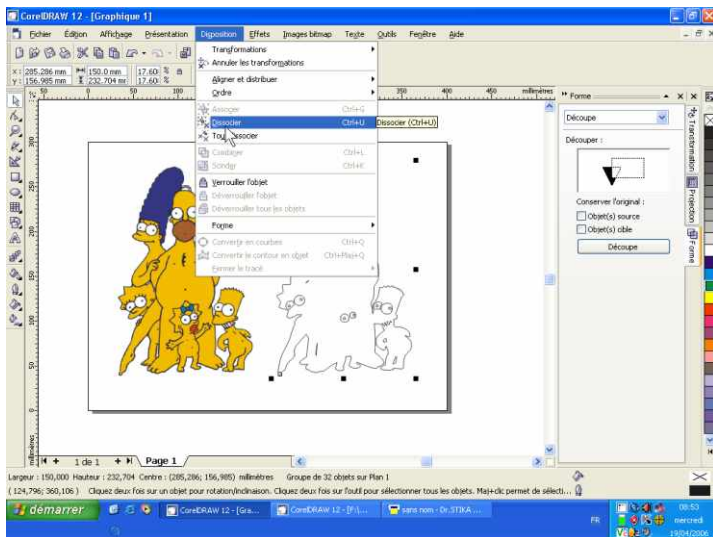 CorelDRAW 12 - [Graphique 1]
Fichier Édition Affichage Présentation Disposition Effets Images bitmap Texte Outils Fenêtre Aide
x: 285.286 mm 150.0 mm 17.60 %
y: 156.985 mm 232.704 mm 17.60 %
Transformations
Annuler les transformations
Aligner et distribuer
Ordre
Associer Ctrl+G
Dissocier Ctrl+U
Dissocier (Ctrl+U)
Tout dissocier
Combiner Ctrl+L
Scinder Ctrl+K
Verrouiller l'objet
Déverrouiller l'objet
Déverrouiller tous les objets
Forme
Convertir en courbes Ctrl+Q
Convertir le contour en objet Ctrl+Maj+Q
Fermer le tracé
50 0 50 100 350 400 450 millimètres
millimètres
Forme
Découpe
Découper :
Conserver l'original :
Objet(s) source
Objet(s) cible
Découpe
Transformation
Projection
Forme
1 de 1 Page 1
Largeur : 150,000 Hauteur : 232,704 Centre : (285,286; 156,985) millimètres Groupe de 32 objets sur Plan 1
( 124,796; 360,106 ) Cliquez deux fois sur un objet pour rotation/inclinaison. Cliquez deux fois sur l'outil pour sélectionner tous les objets. Maj+clic permet de sélecti...
démarrer CorelDRAW 12 - [Gra... CorelDRAW 12 - [F:\... sans nom - Dr.STIKA ... FR 08:53
mercredi
19/04/2006